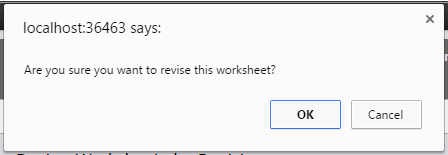 localhost:36463 says:
Are you sure you want to revise this worksheet?
OK
Cancel